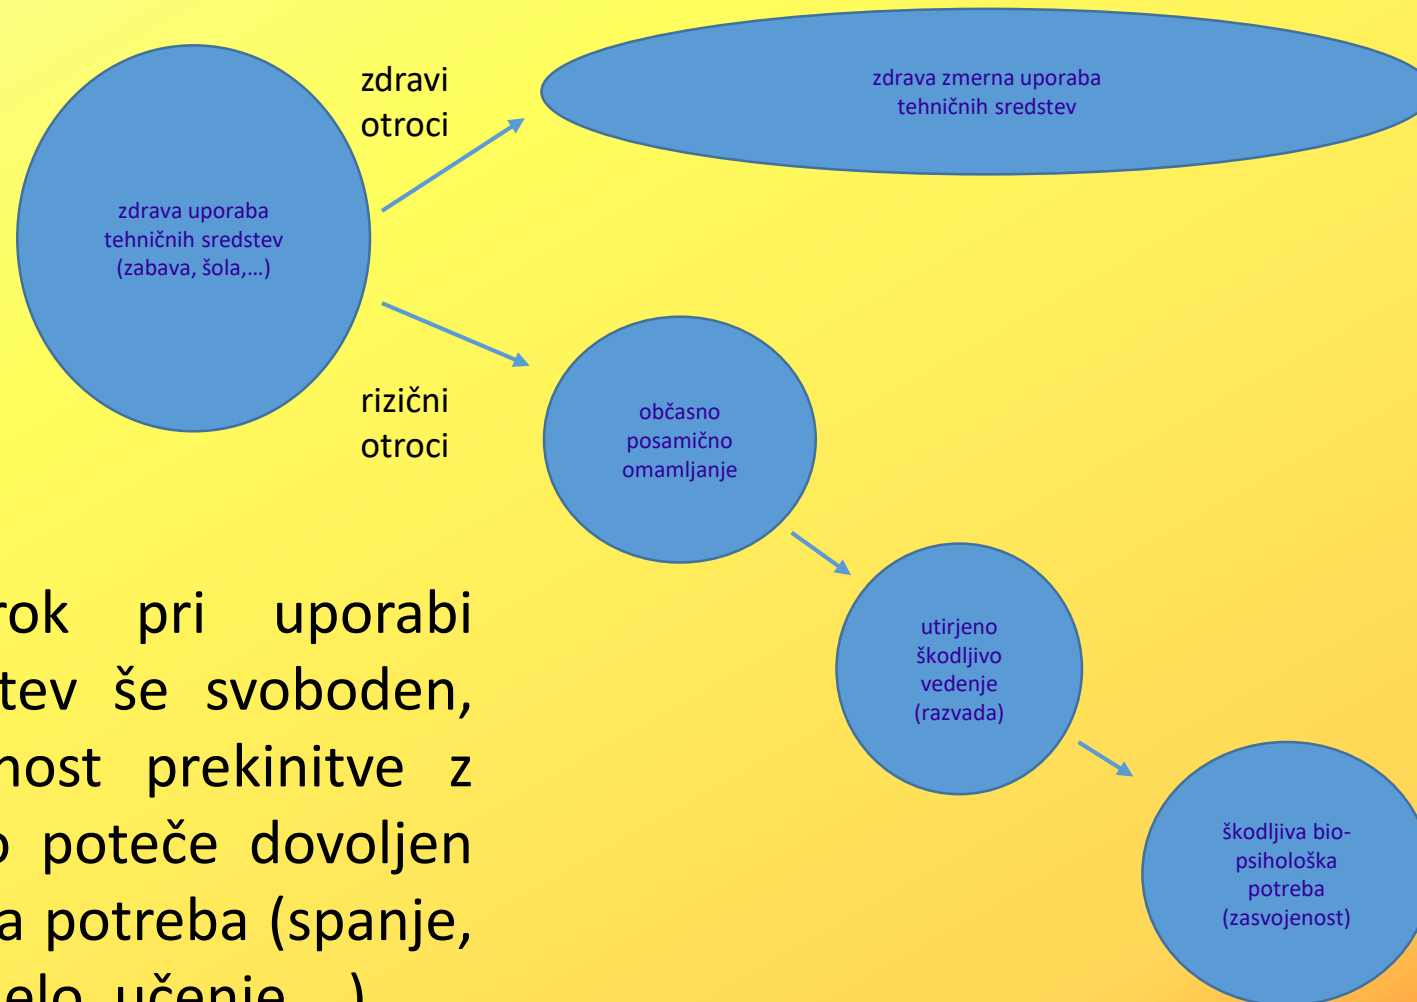 zdravi
otroci
zdrava zmerna uporaba
tehničnih sredstev
zdrava uporaba
tehničnih sredstev
(zabava, šola,...)
rizični
otroci
občasno
posamično
omamljanje
utirjeno
škodljivo
vedenje
(razvada)
škodljiva bio-
psihološka
potreba
(zasvojenost)
rok pri uporabi
tev še svoboden,
nost prekinitve z
poteče dovoljen
a potreba (spanje,
elo, učenje...)